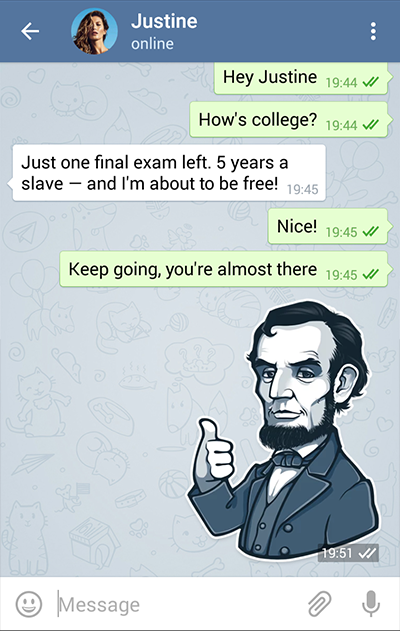 Justine
online
Hey Justine 19:44
How's college? 19:44
Just one final exam left. 5 years a
slave — and I'm about to be free! 19:45
Nice! 19:45
Keep going, you're almost there 19:45
19:51
Message